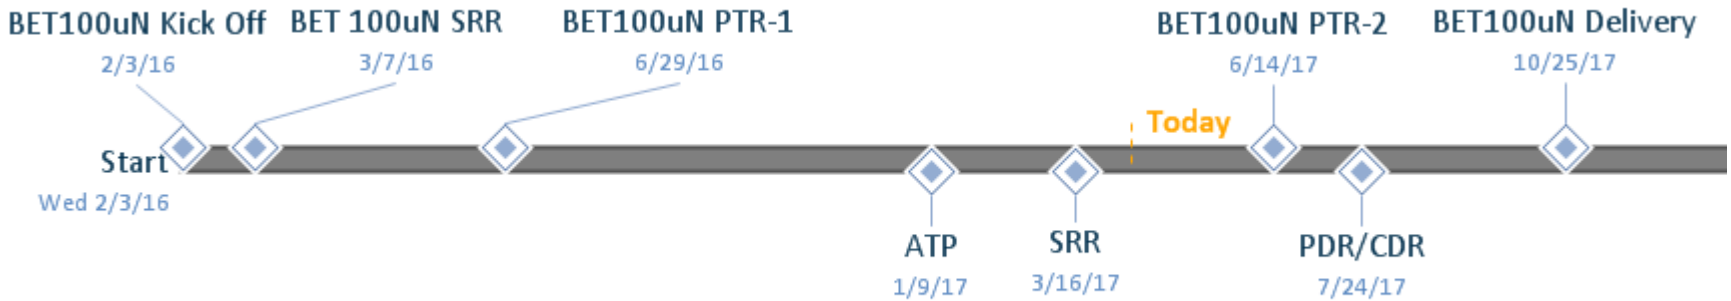 BET100uN Kick Off
2/3/16
BET 100uN SRR
3/7/16
BET100uN PTR-1
6/29/16
BET100uN PTR-2
6/14/17
BET100uN Delivery
10/25/17
Today
Start
Wed 2/3/16
ATP
1/9/17
SRR
3/16/17
PDR/CDR
7/24/17